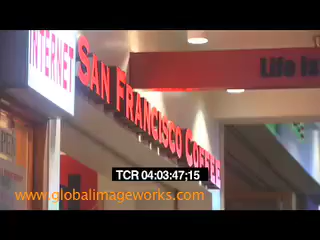 INTERNET
SAN FRANCISCO COFFEE
Life is
TCR 04:03:47;15
www.globalimageworks.com